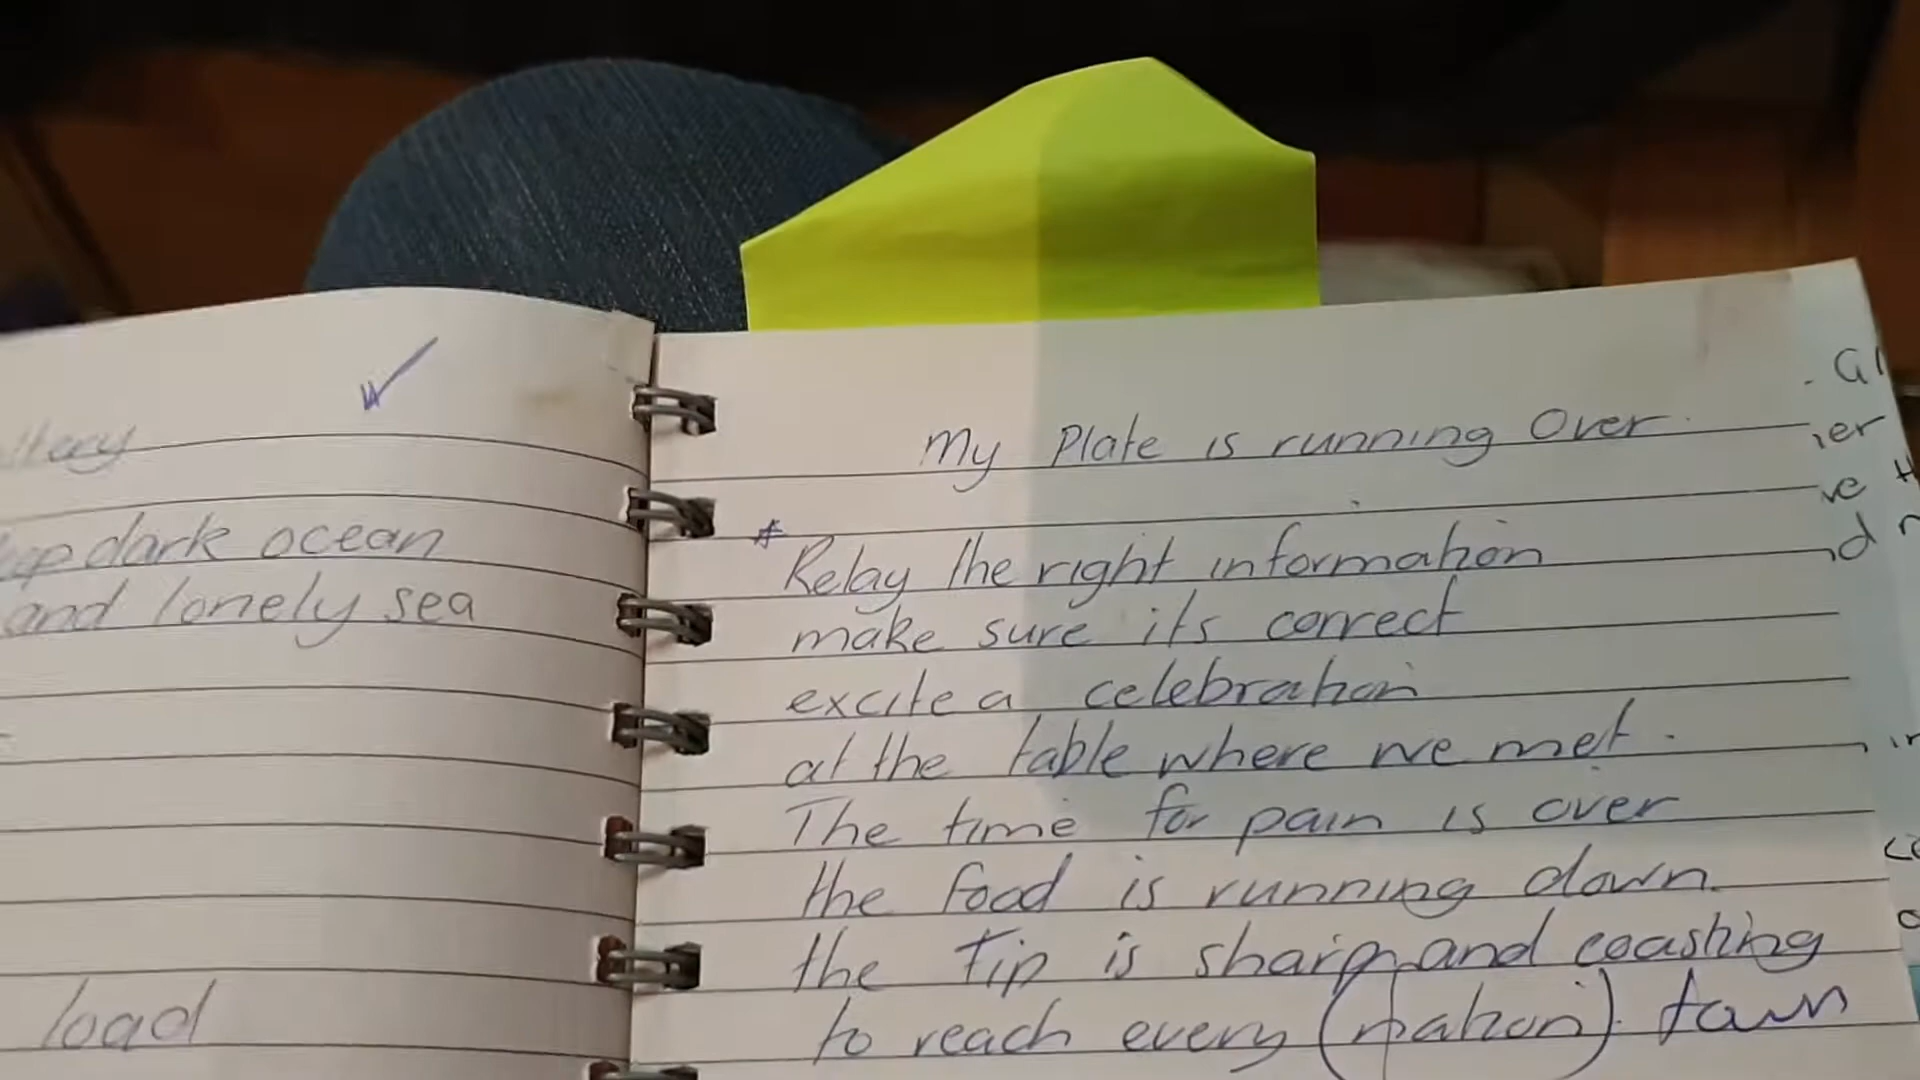 dark ocean
and lonely sea
load
My Plate is running Over.
* Relay the right information
make sure its correct
excite a celebration
at the table where we met.
The time for pain is over
the food is running down.
the tip is sharp and coashing
to reach every (nation). town